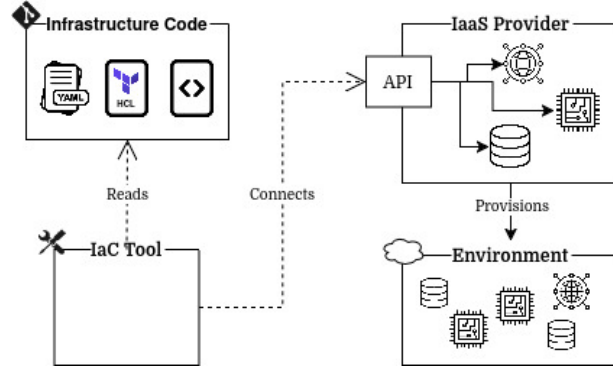 Infrastructure Code
YAML
HCL
IaaS Provider
API
Reads
Connects
Provisions
IaC Tool
Environment